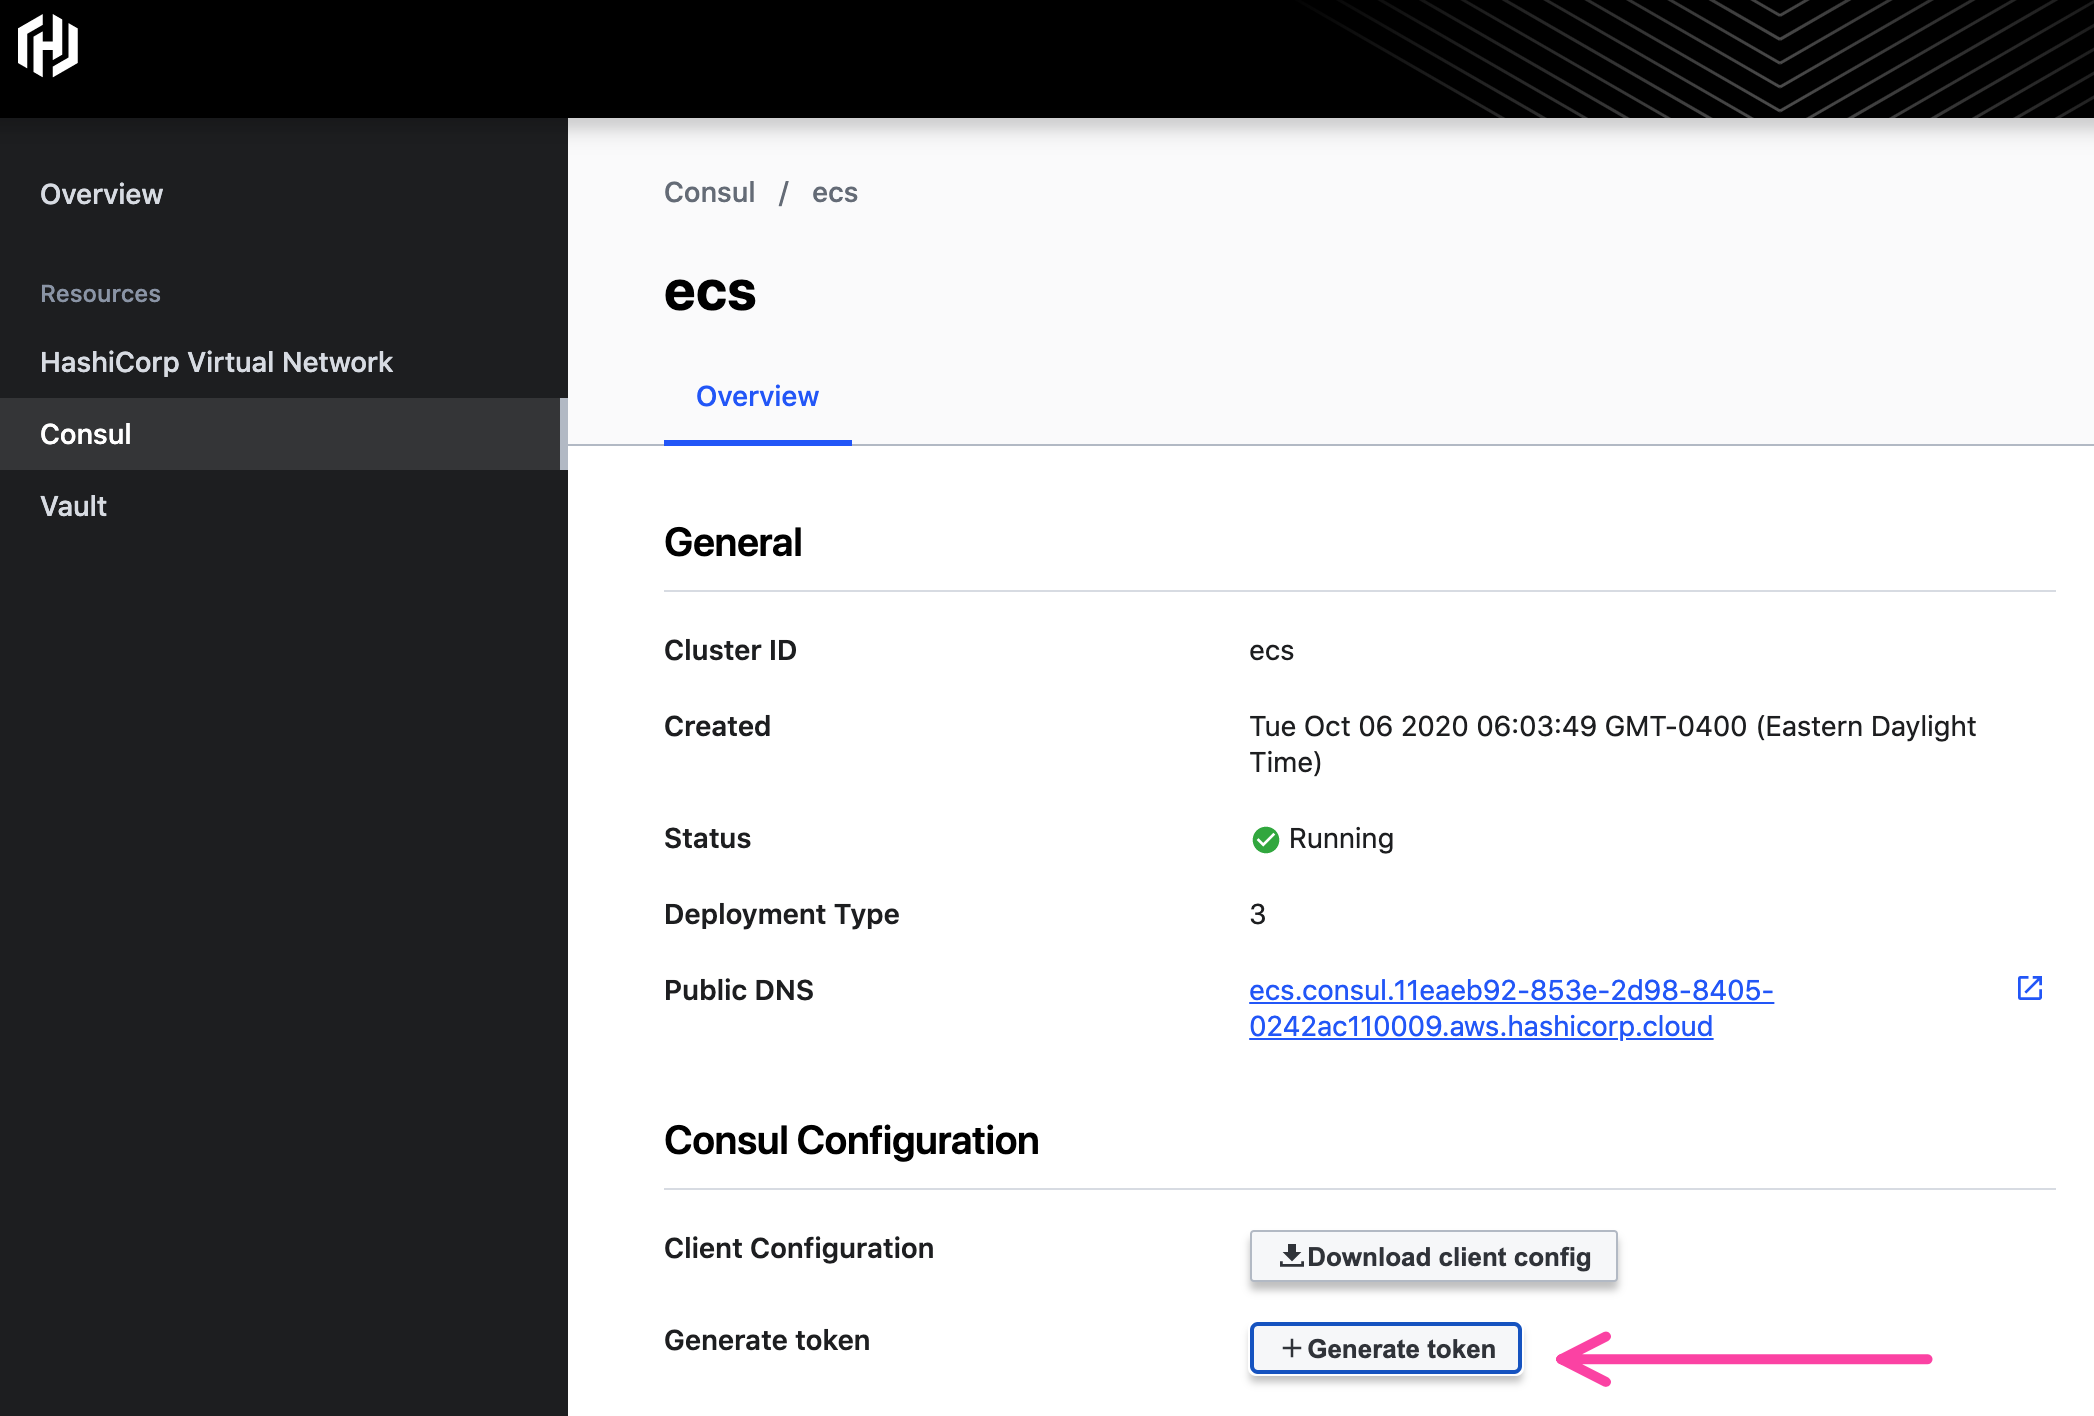 Overview
Resources
HashiCorp Virtual Network
Consul
Vault
Consul / ecs
ecs
Overview
General
Cluster ID
ecs
Created
Tue Oct 06 2020 06:03:49 GMT-0400 (Eastern Daylight
Time)
Status
Running
Deployment Type
3
Public DNS
ecs.consul.11eaeb92-853e-2d98-8405-
0242ac110009.aws.hashicorp.cloud
Consul Configuration
Client Configuration
Download client config
Generate token
+Generate token